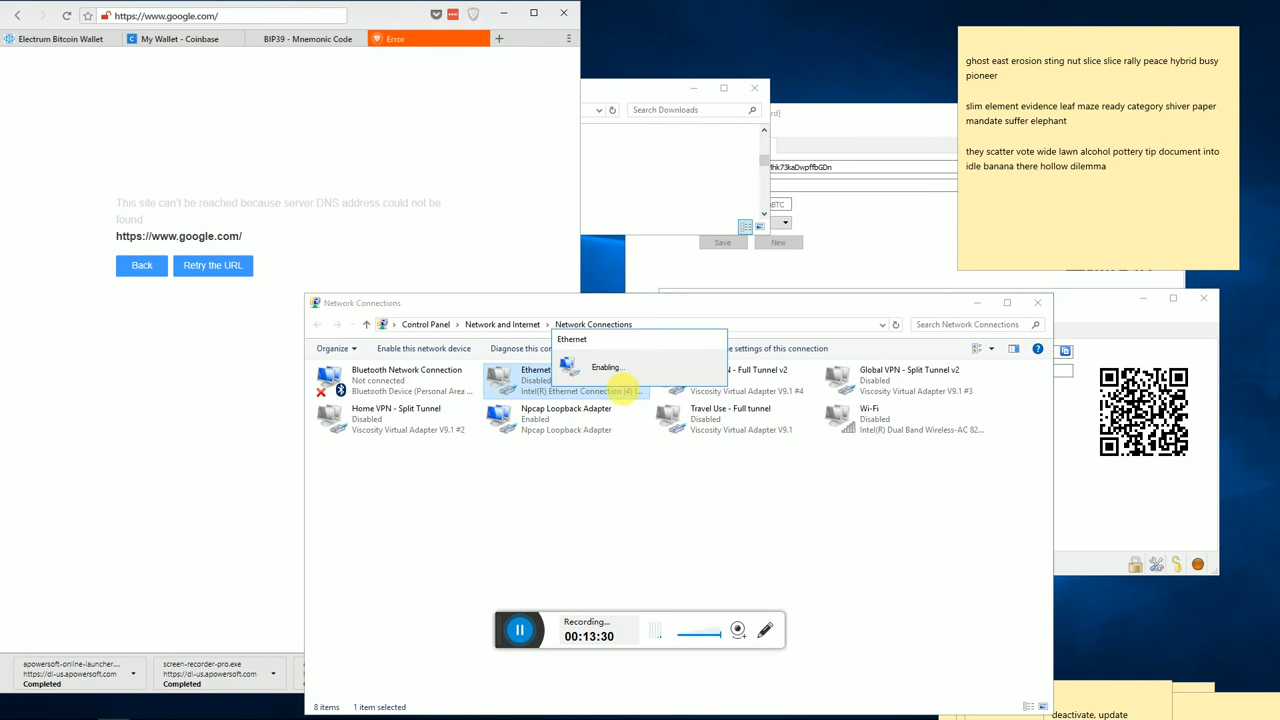 https://www.google.com/
Electrum Bitcoin Wallet
My Wallet - Coinbase
BIP39 - Mnemonic Code
Error
This site can't be reached because server DNS address could not be
found
https://www.google.com/
Back
Retry the URL
Search Downloads
Save
New
ghost east erosion sting nut slice slice rally peace hybrid busy
pioneer
slim element evidence leaf maze ready category shiver paper
mandate suffer elephant
they scatter vote wide lawn alcohol pottery tip document into
idle banana there hollow dilemma
Network Connections
Control Panel > Network and Internet > Network Connections
Search Network Connections
Organize
Enable this network device
Diagnose this con
e settings of this connection
Ethernet
Enabling...
Bluetooth Network Connection
Not connected
Bluetooth Device (Personal Area ...
Ethernet
Disabled
Intel(R) Ethernet Connection (4) I...
N - Full Tunnel v2
Viscosity Virtual Adapter V9.1 #4
Global VPN - Split Tunnel v2
Disabled
Viscosity Virtual Adapter V9.1 #3
Home VPN - Split Tunnel
Disabled
Viscosity Virtual Adapter V9.1 #2
Npcap Loopback Adapter
Enabled
Npcap Loopback Adapter
Travel Use - Full tunnel
Disabled
Viscosity Virtual Adapter V9.1
Wi-Fi
Disabled
Intel(R) Dual Band Wireless-AC 82...
Recording...
00:13:30
apowersoft-online-launcher....
https://dl-us.apowersoft.com
Completed
screen-recorder-pro.exe
https://dl-us.apowersoft.com
Completed
8 items
1 item selected
deactivate, update